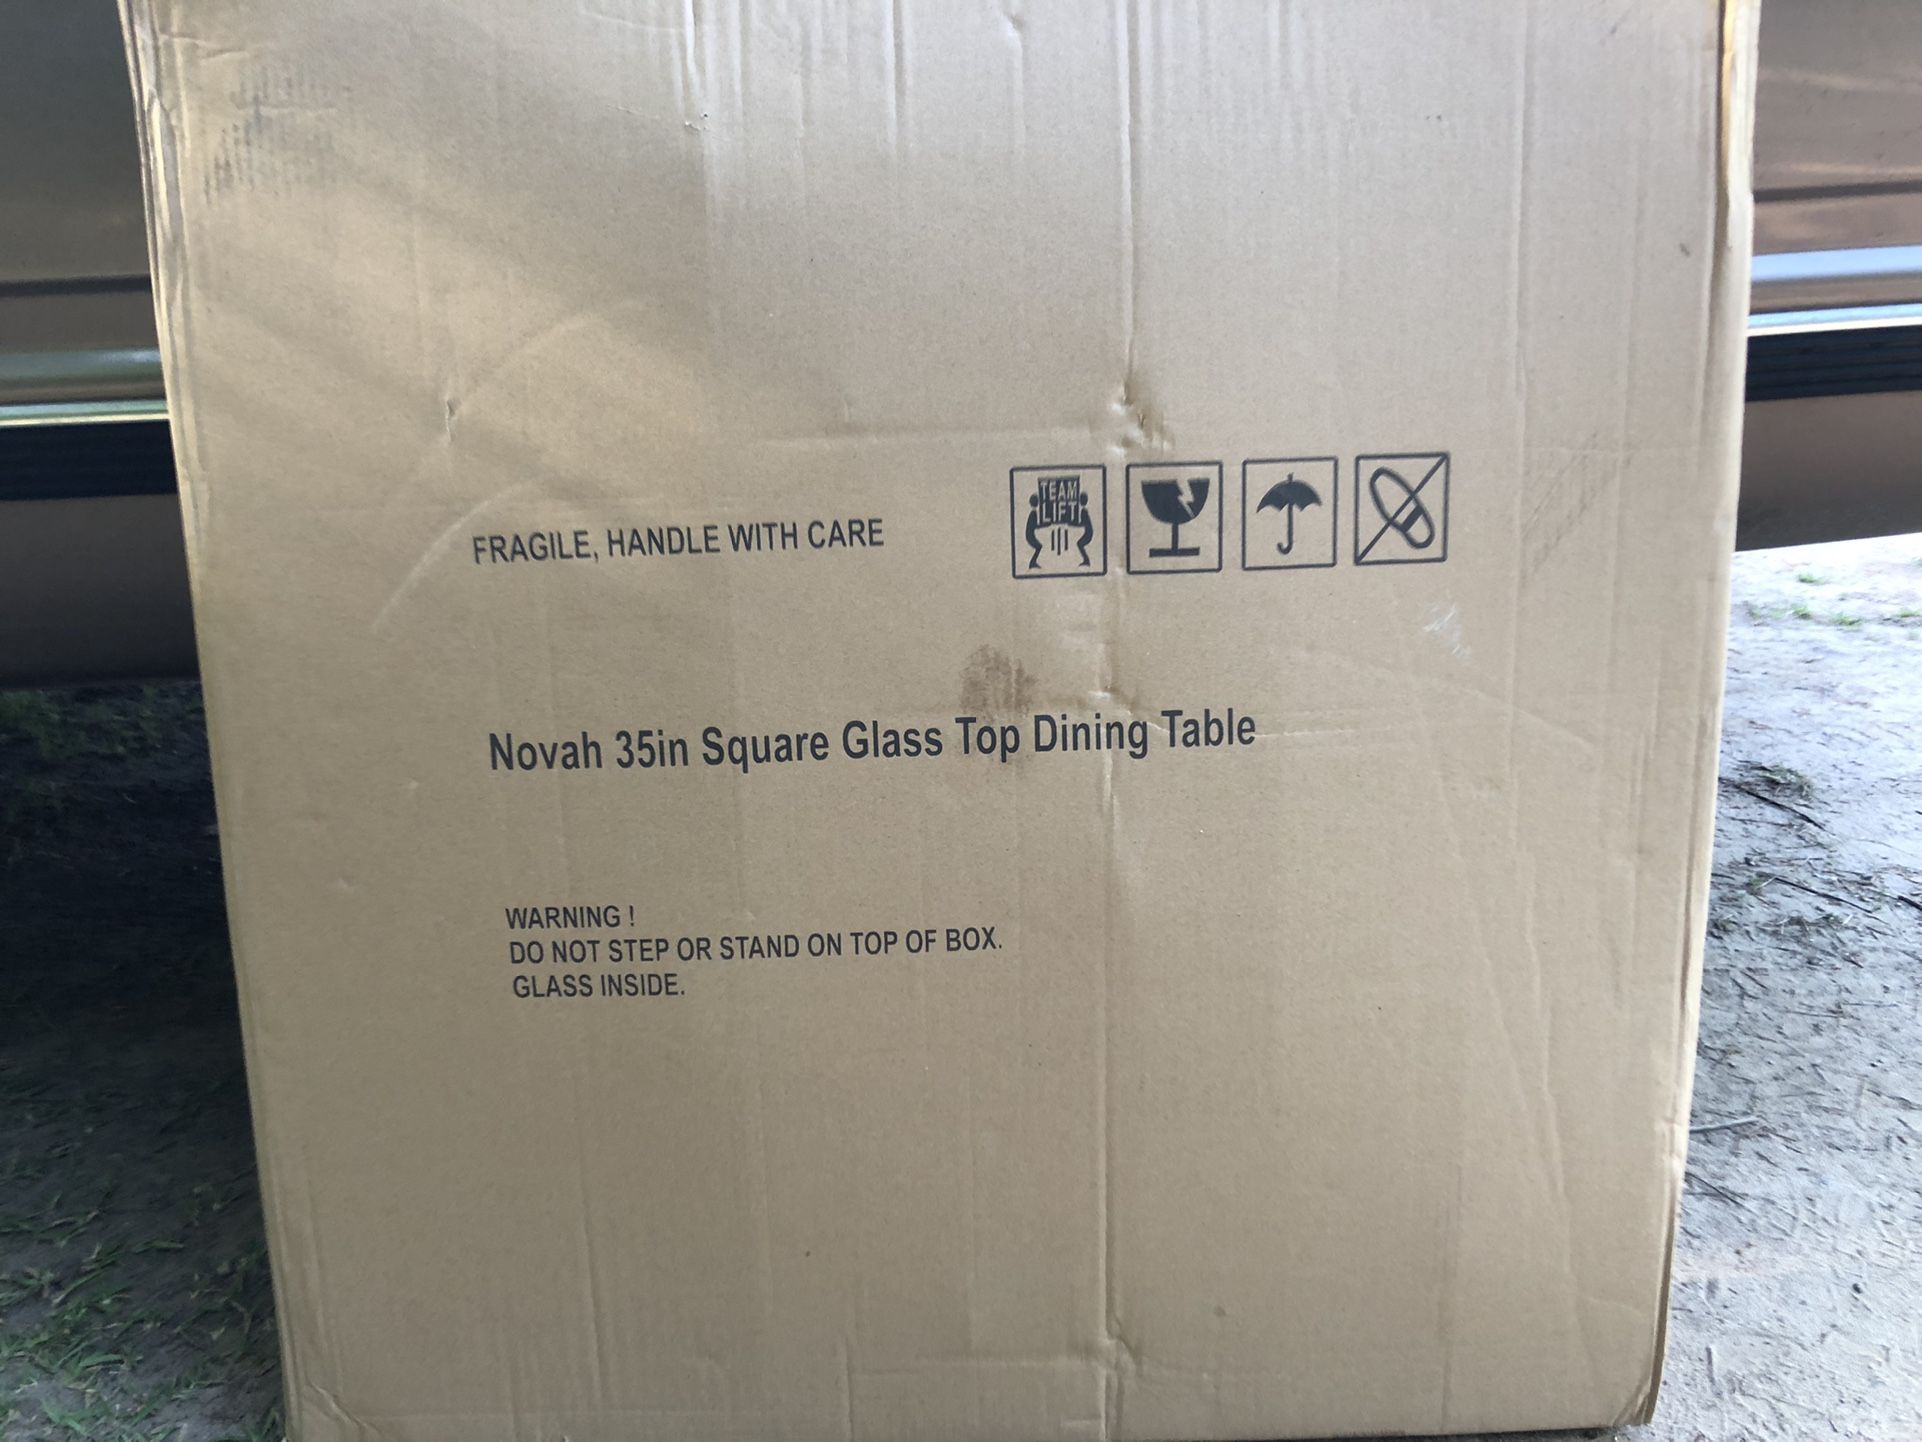 FRAGILE, HANDLE WITH CARE
TEAM
LIFT
Novah 35in Square Glass Top Dining Table
WARNING !
DO NOT STEP OR STAND ON TOP OF BOX.
GLASS INSIDE.